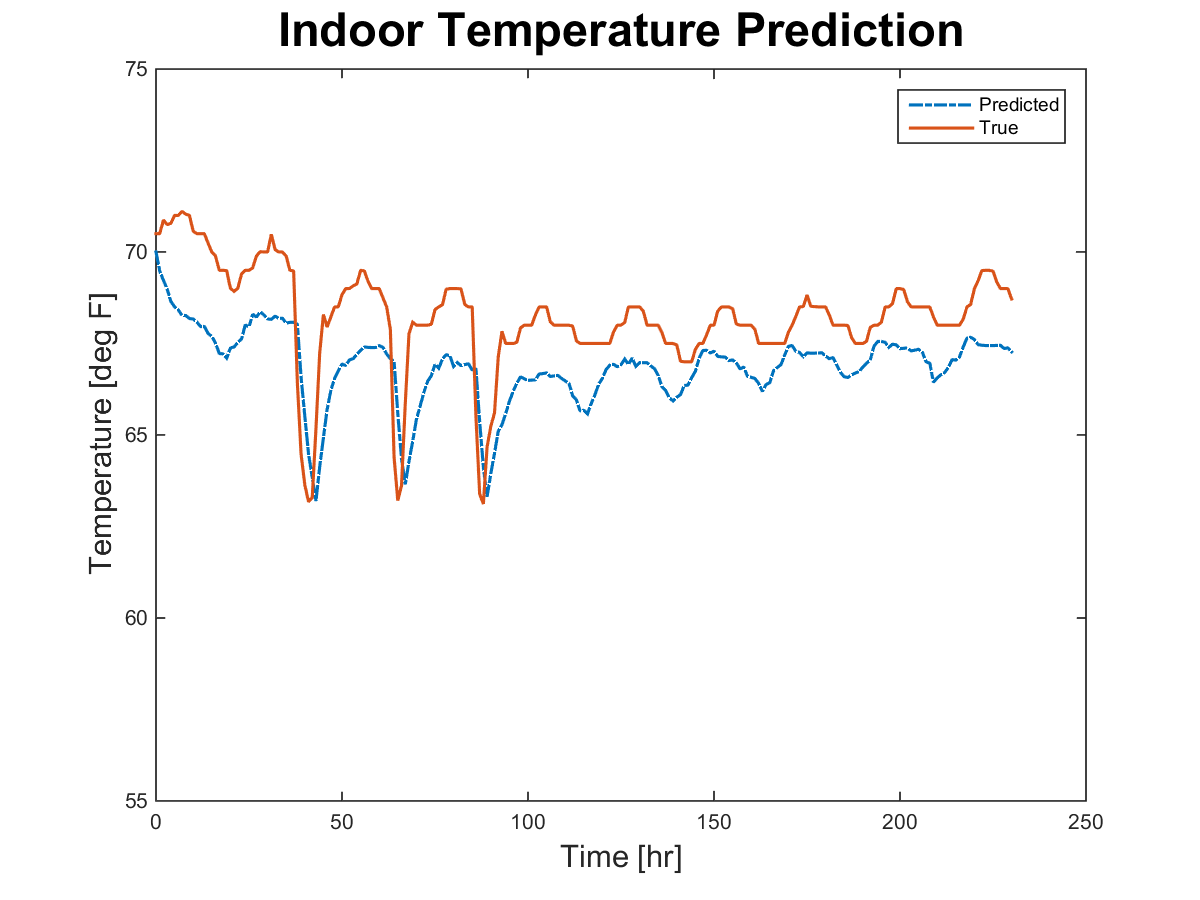 Indoor Temperature Prediction
75
Predicted
True
70
65
60
55
Temperature [deg F]
0 50 100 150 200 250
Time [hr]